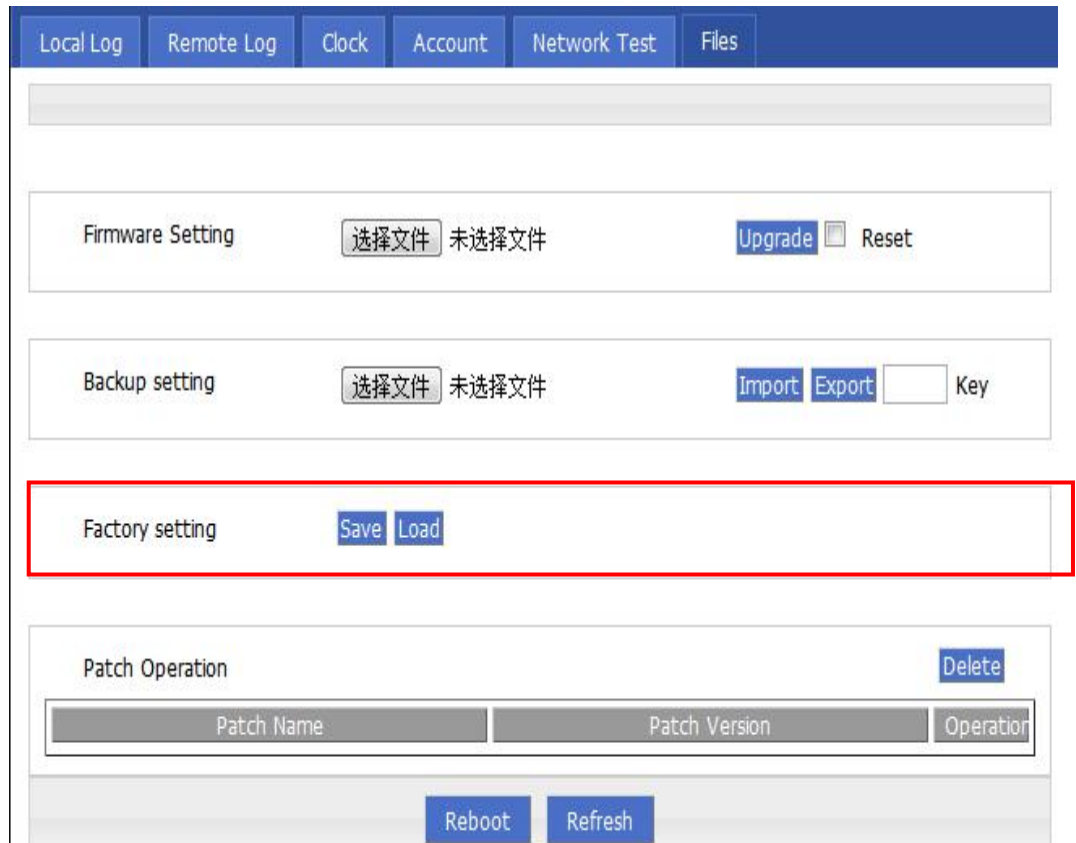 Local Log Remote Log Clock Account Network Test Files
Firmware Setting 选择文件 未选择文件 Upgrade Reset
Backup setting 选择文件 未选择文件 Import Export Key
Factory setting Save Load
Patch Operation Delete
Patch Name Patch Version Operation
Reboot Refresh